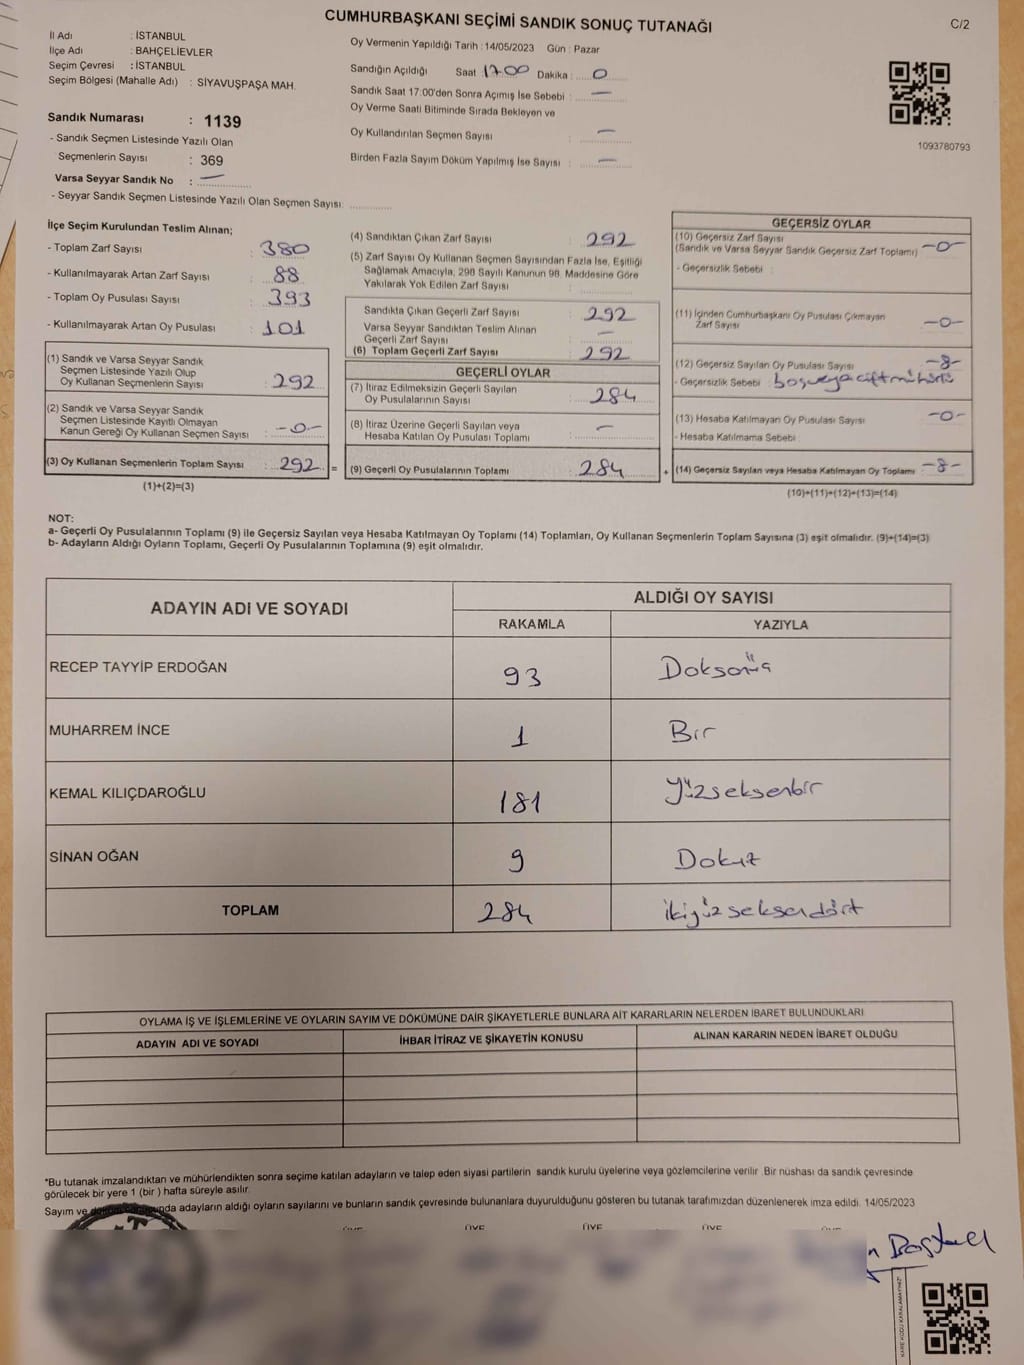 CUMHURBAŞKANI SEÇİMİ SANDIK SONUÇ TUTANAĞI
C/2
İl Adı : İSTANBUL
İlçe Adı : BAHÇELİEVLER
Seçim Çevresi : İSTANBUL
Seçim Bölgesi (Mahalle Adı) : SİYAVUŞPAŞA MAH.
Sandık Numarası : 1139
- Sandık Seçmen Listesinde Yazılı Olan
Seçmenlerin Sayısı : 369
Varsa Seyyar Sandık No : —
- Seyyar Sandık Seçmen Listesinde Yazılı Olan Seçmen Sayısı:
Oy Vermenin Yapıldığı Tarih : 14/05/2023 Gün : Pazar
Sandığın Açıldığı Saat 17.00 Dakika : 0
Sandık Saat 17:00'den Sonra Açımış İse Sebebi : —
Oy Verme Saati Bitiminde Sırada Bekleyen ve
Oy Kullandırılan Seçmen Sayısı : —
Birden Fazla Sayım Döküm Yapılmış İse Sayısı : —
1093780793
İlçe Seçim Kurulundan Teslim Alınan;
- Toplam Zarf Sayısı : 380
- Kullanılmayarak Artan Zarf Sayısı : 88
- Toplam Oy Pusulası Sayısı : 393
- Kullanılmayarak Artan Oy Pusulası : 101
(1) Sandık ve Varsa Seyyar Sandık
Seçmen Listesinde Yazılı Olup
Oy Kullanan Seçmenlerin Sayısı : 292
(2) Sandık ve Varsa Seyyar Sandık
Seçmen Listesinde Kayıtlı Olmayan
Kanun Gereği Oy Kullanan Seçmen Sayısı : -0-
(3) Oy Kullanan Seçmenlerin Toplam Sayısı : 292
(1)+(2)=(3)
(4) Sandıktan Çıkan Zarf Sayısı : 292
(5) Zarf Sayısı Oy Kullanan Seçmen Sayısından Fazla İse, Eşitliği
Sağlamak Amacıyla, 298 Sayılı Kanunun 98. Maddesine Göre
Yakılarak Yok Edilen Zarf Sayısı :
Sandıkta Çıkan Geçerli Zarf Sayısı : 292
Varsa Seyyar Sandıktan Teslim Alınan
Geçerli Zarf Sayısı : —
(6) Toplam Geçerli Zarf Sayısı : 292
GEÇERLİ OYLAR
(7) İtiraz Edilmeksizin Geçerli Sayılan
Oy Pusulalarının Sayısı : 284
(8) İtiraz Üzerine Geçerli Sayılan veya
Hesaba Katılan Oy Pusulası Toplamı : —
= (9) Geçerli Oy Pusulalarının Toplamı : 284
GEÇERSİZ OYLAR
(10) Geçersiz Zarf Sayısı
(Sandık ve Varsa Seyyar Sandık Geçersiz Zarf Toplamı) -0-
- Geçersizlik Sebebi :
(11) İçinden Cumhurbaşkanı Oy Pusulası Çıkmayan
Zarf Sayısı : -0-
(12) Geçersiz Sayılan Oy Pusulası Sayısı : -8-
- Geçersizlik Sebebi : boş veya çift mühürlü
(13) Hesaba Katılmayan Oy Pusulası Sayısı : -0-
- Hesaba Katılmama Sebebi :
+ (14) Geçersiz Sayılan veya Hesaba Katılmayan Oy Toplamı : -8-
(10)+(11)+(12)+(13)=(14)
NOT:
a- Geçerli Oy Pusulalarının Toplamı (9) ile Geçersiz Sayılan veya Hesaba Katılmayan Oy Toplamı (14) Toplamları, Oy Kullanan Seçmenlerin Toplam Sayısına (3) eşit olmalıdır. (9)+(14)=(3)
b- Adayların Aldığı Oyların Toplamı, Geçerli Oy Pusulalarının Toplamına (9) eşit olmalıdır.
ADAYIN ADI VE SOYADI
ALDIĞI OY SAYISI
RAKAMLA YAZIYLA
RECEP TAYYİP ERDOĞAN 93 Doksanüç
MUHARREM İNCE 1 Bir
KEMAL KILIÇDAROĞLU 181 Yüzseksenbir
SİNAN OĞAN 9 Dokuz
TOPLAM 284 ikiyüzseksendört
OYLAMA İŞ VE İŞLEMLERİNE VE OYLARIN SAYIM VE DÖKÜMÜNE DAİR ŞİKAYETLERLE BUNLARA AİT KARARLARIN NELERDEN İBARET BULUNDUKLARI
ADAYIN ADI VE SOYADI İHBAR İTİRAZ VE ŞİKAYETİN KONUSU ALINAN KARARIN NEDEN İBARET OLDUĞU
*Bu tutanak imzalandıktan ve mühürlendikten sonra seçime katılan adayların ve talep eden siyasi partilerin sandık kurulu üyelerine veya gözlemcilerine verilir. Bir nüshası da sandık çevresinde
görülecek bir yere 1 (bir) hafta süreyle asılır.
Sayım ve döküm sonucunda adayların aldığı oyların sayılarını ve bunların sandık çevresinde bulunanlara duyurulduğunu gösteren bu tutanak tarafımızdan düzenlenerek imza edildi. 14/05/2023
ÜYE ÜYE ÜYE ÜYE ÜYE
KARE KODU KARALAMAYINIZ!